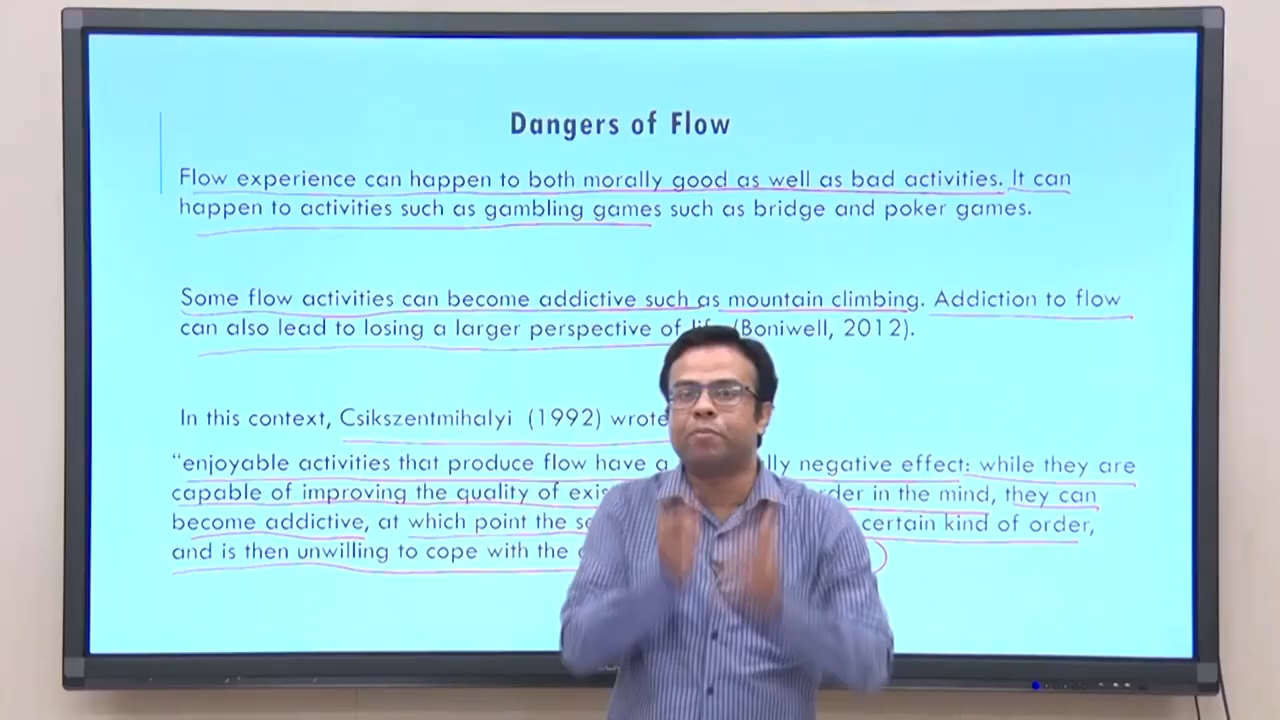 Dangers of Flow
Flow experience can happen to both morally good as well as bad activities. It can
happen to activities such as gambling games such as bridge and poker games.
Some flow activities can become addictive such as mountain climbing. Addiction to flow
can also lead to losing a larger perspective of life (Boniwell, 2012).
In this context, Csikszentmihalyi (1992) wrote
“enjoyable activities that produce flow have a negative effect: while they are
capable of improving the quality of in the mind, they can
become addictive, at which point the certain kind of order,
and is then unwilling to cope with the